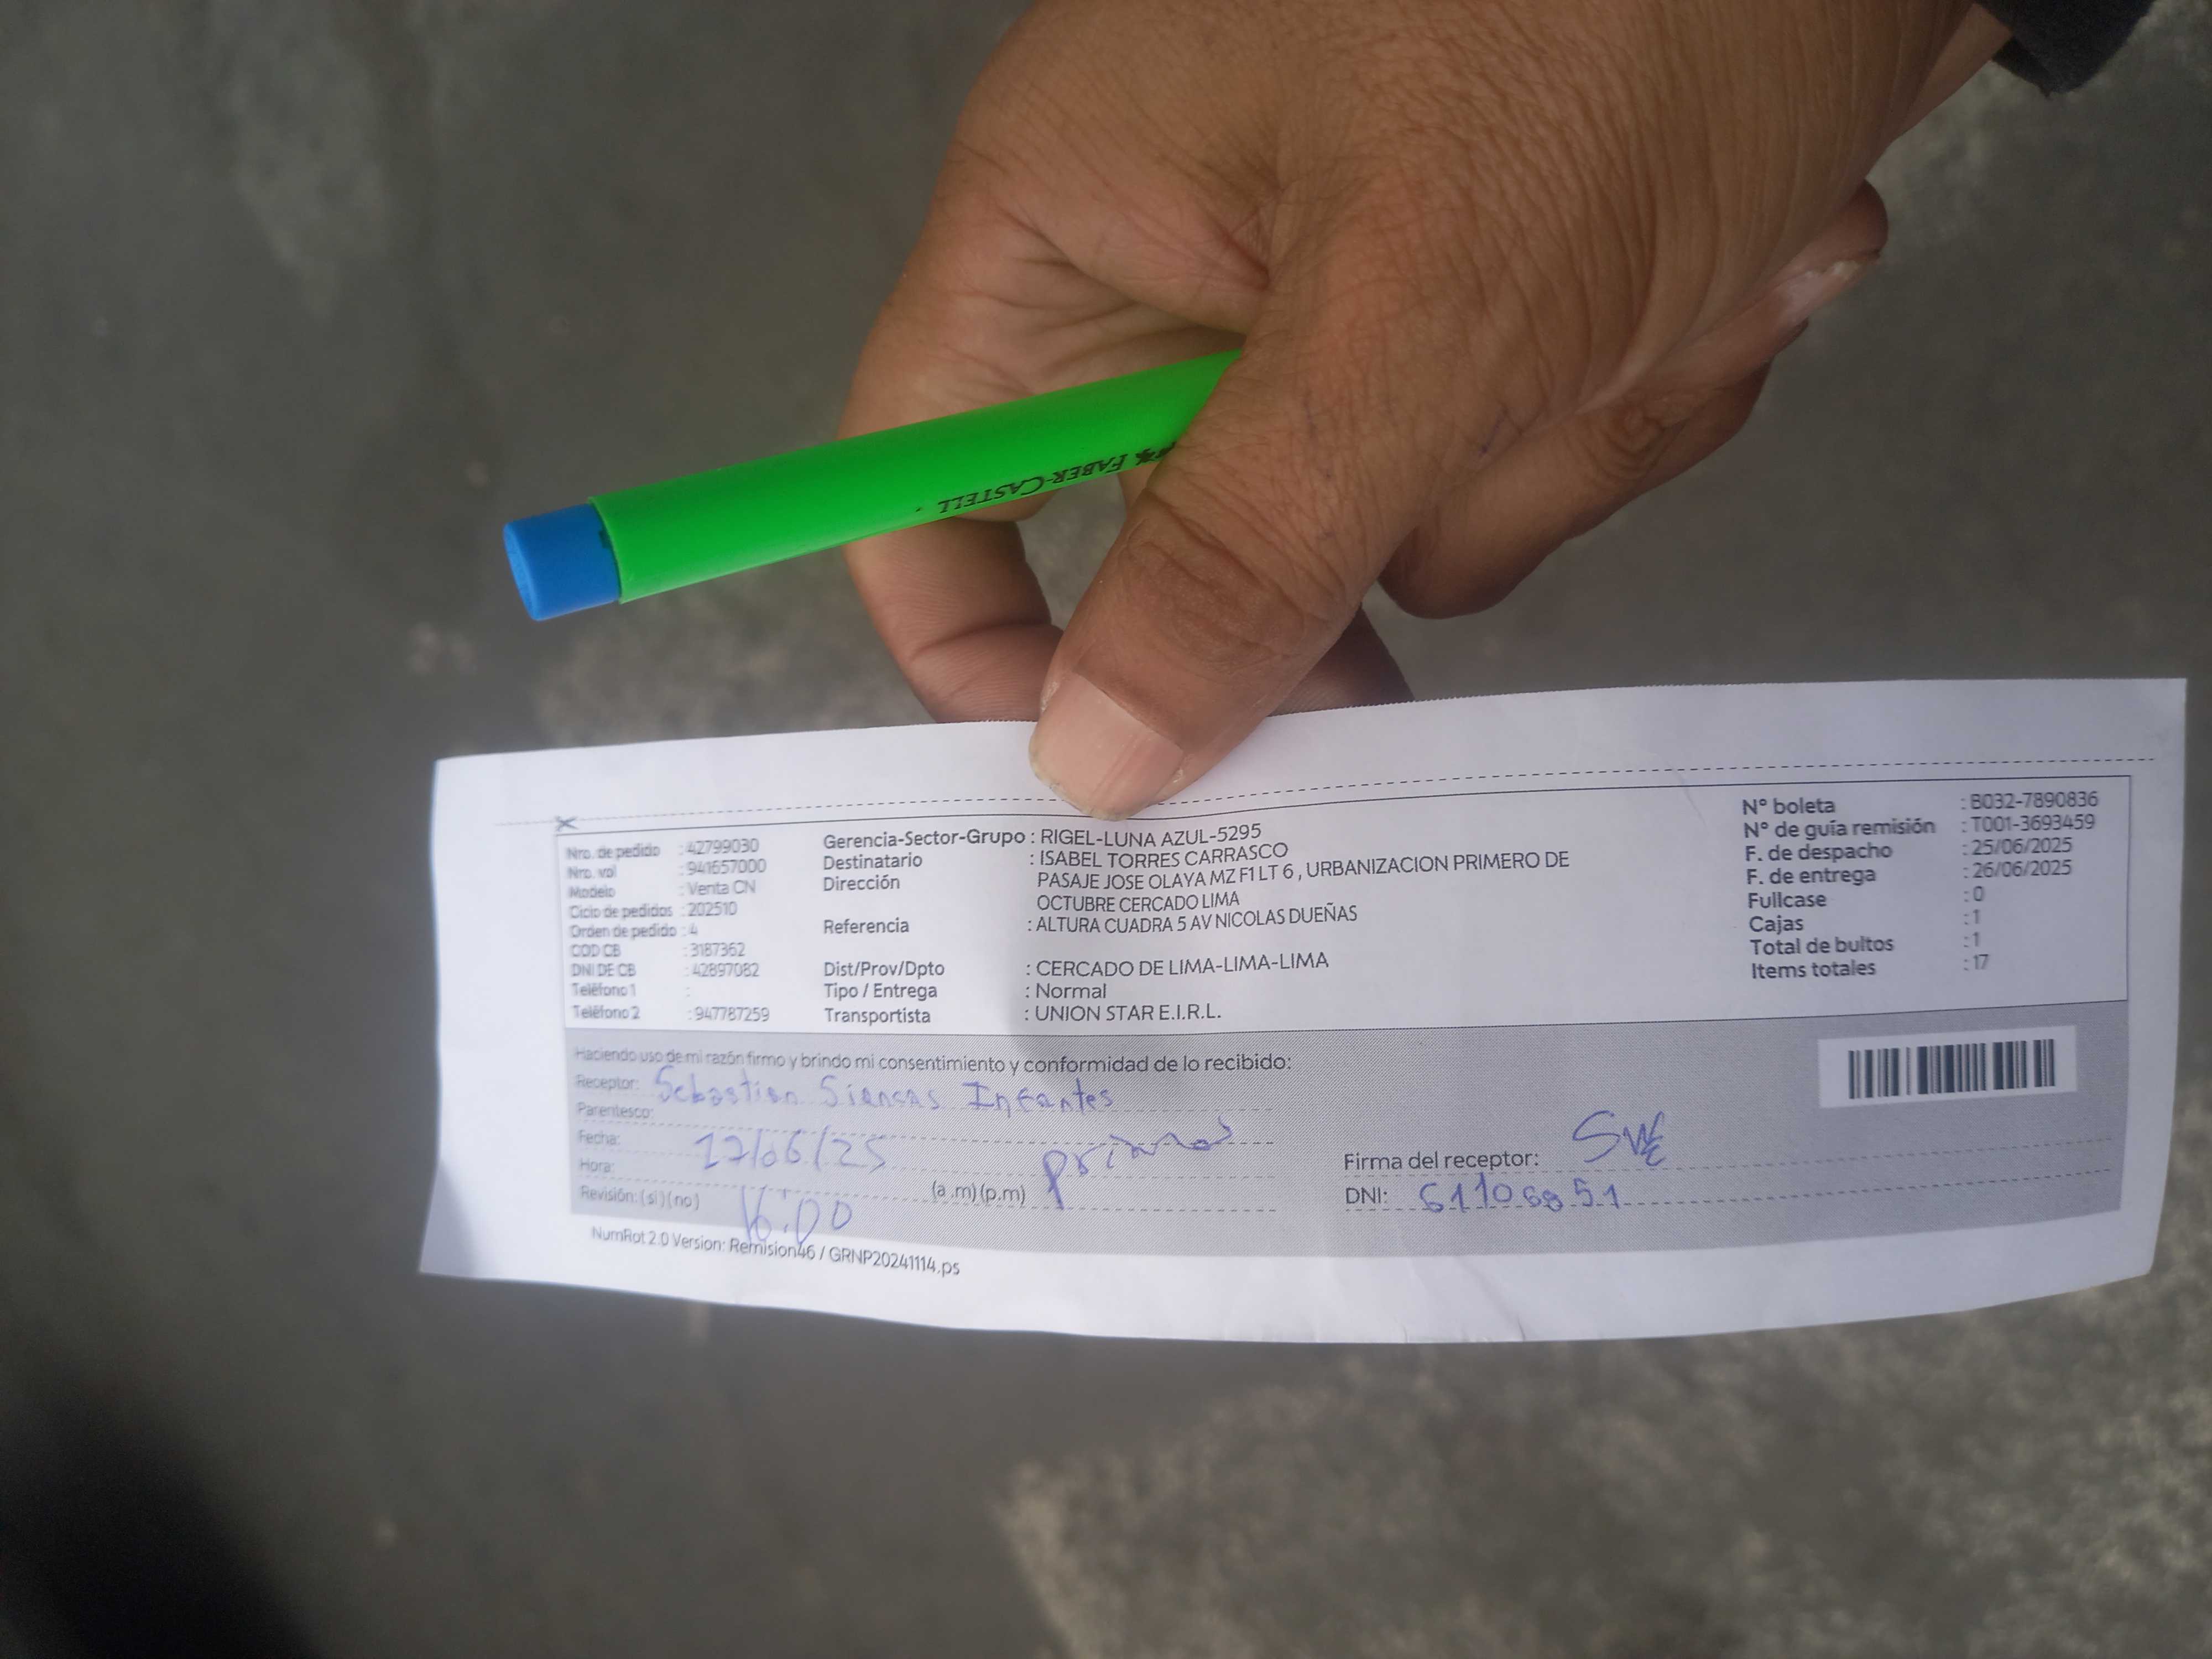 FABER-CASTELL
Nro. de pedido : 42799030
Nro. vol : 941657000
Modelo : Venta CN
Ciclo de pedidos : 202510
Orden de pedido : 4
COD CB : 3187362
DNI DE CB : 42897082
Teléfono 1 :
Teléfono 2 : 947787259
Gerencia-Sector-Grupo : RIGEL-LUNA AZUL-5295
Destinatario : ISABEL TORRES CARRASCO
Dirección PASAJE JOSE OLAYA MZ F1 LT 6 , URBANIZACION PRIMERO DE
OCTUBRE CERCADO LIMA
Referencia : ALTURA CUADRA 5 AV NICOLAS DUEÑAS
Dist/Prov/Dpto : CERCADO DE LIMA-LIMA-LIMA
Tipo / Entrega : Normal
Transportista : UNION STAR E.I.R.L.
N° boleta : B032-7890836
N° de guía remisión : T001-3693459
F. de despacho : 25/06/2025
F. de entrega : 26/06/2025
Fullcase : 0
Cajas : 1
Total de bultos : 1
Items totales : 17
Haciendo uso de mi razón firmo y brindo mi consentimiento y conformidad de lo recibido:
Receptor: Sebastian Siancas Infantes
Parentesco: primos
Fecha: 27/06/25
Hora: 16:00 (a.m) (p.m)
Revisión: (si) (no)
Firma del receptor:
DNI: 61106851
NumRot 2.0 Version: Remision46 / GRNP20241114.ps